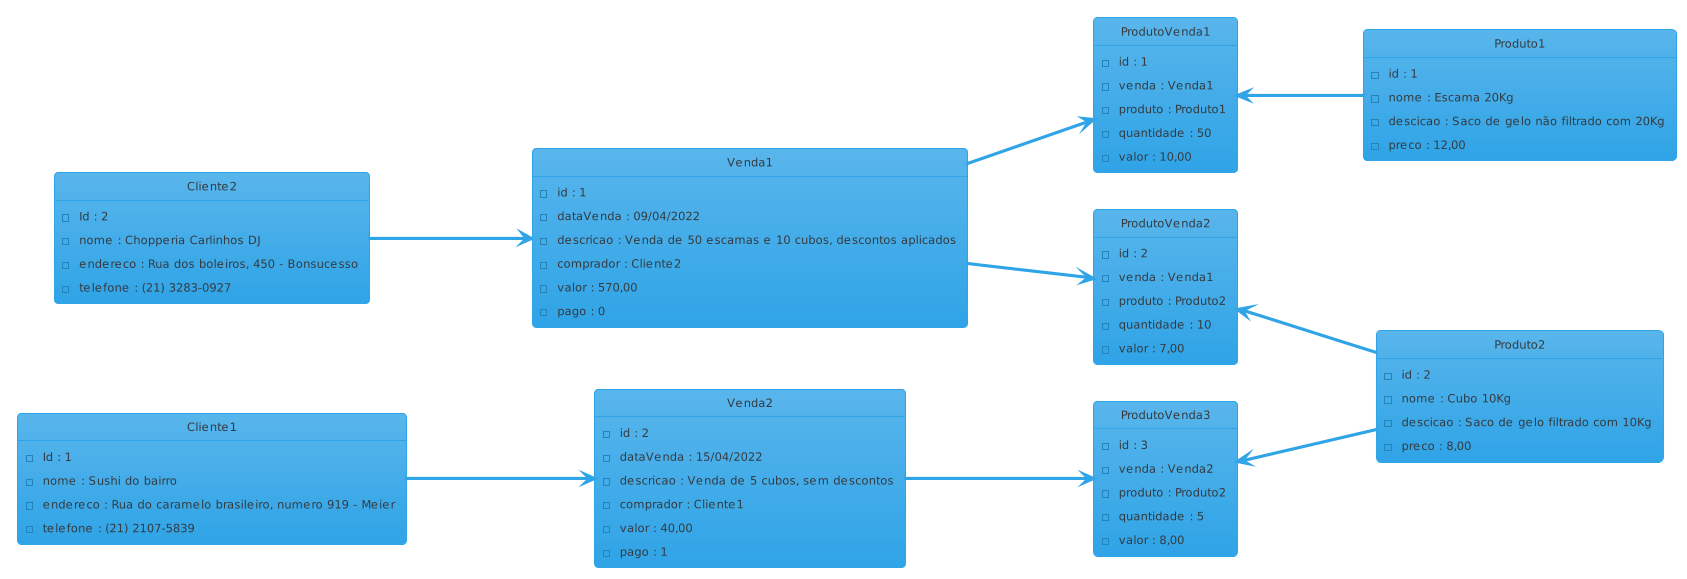 Cliente2
Id : 2
nome : Chopperia Carlinhos DJ
endereco : Rua dos boleiros, 450 - Bonsucesso
telefone : (21) 3283-0927
Cliente1
Id : 1
nome : Sushi do bairro
endereco : Rua do caramelo brasileiro, numero 919 - Meier
telefone : (21) 2107-5839
Venda1
id : 1
dataVenda : 09/04/2022
descricao : Venda de 50 escamas e 10 cubos, descontos aplicados
comprador : Cliente2
valor : 570,00
pago : 0
Venda2
id : 2
dataVenda : 15/04/2022
descricao : Venda de 5 cubos, sem descontos
comprador : Cliente1
valor : 40,00
pago : 1
ProdutoVenda1
id : 1
venda : Venda1
produto : Produto1
quantidade : 50
valor : 10,00
ProdutoVenda2
id : 2
venda : Venda1
produto : Produto2
quantidade : 10
valor : 7,00
ProdutoVenda3
id : 3
venda : Venda2
produto : Produto2
quantidade : 5
valor : 8,00
Produto1
id : 1
nome : Escama 20Kg
descicao : Saco de gelo não filtrado com 20Kg
preco : 12,00
Produto2
id : 2
nome : Cubo 10Kg
descicao : Saco de gelo filtrado com 10Kg
preco : 8,00